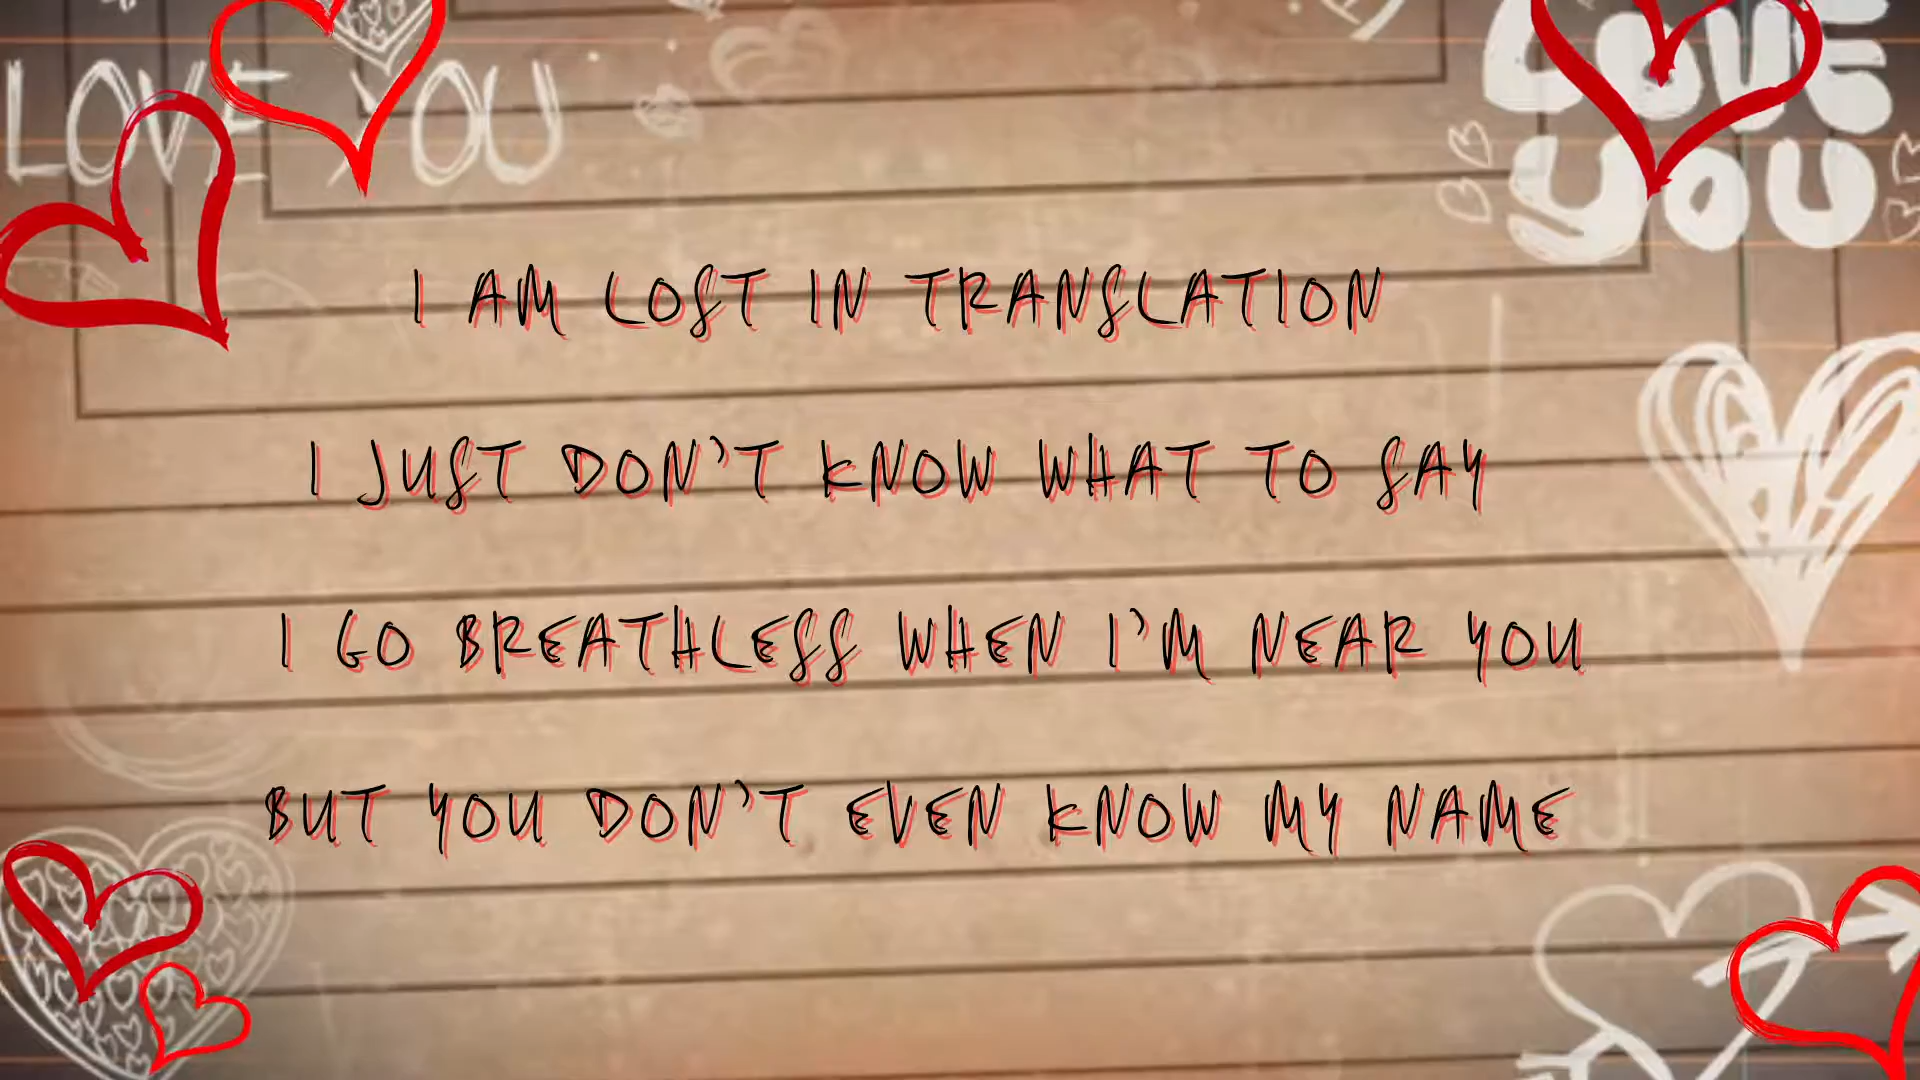 LOVE YOU
LOVE
YOU
I AM LOST IN TRANSLATION
I JUST DON'T KNOW WHAT TO SAY
I GO BREATHLESS WHEN I'M NEAR YOU
BUT YOU DON'T EVEN KNOW MY NAME